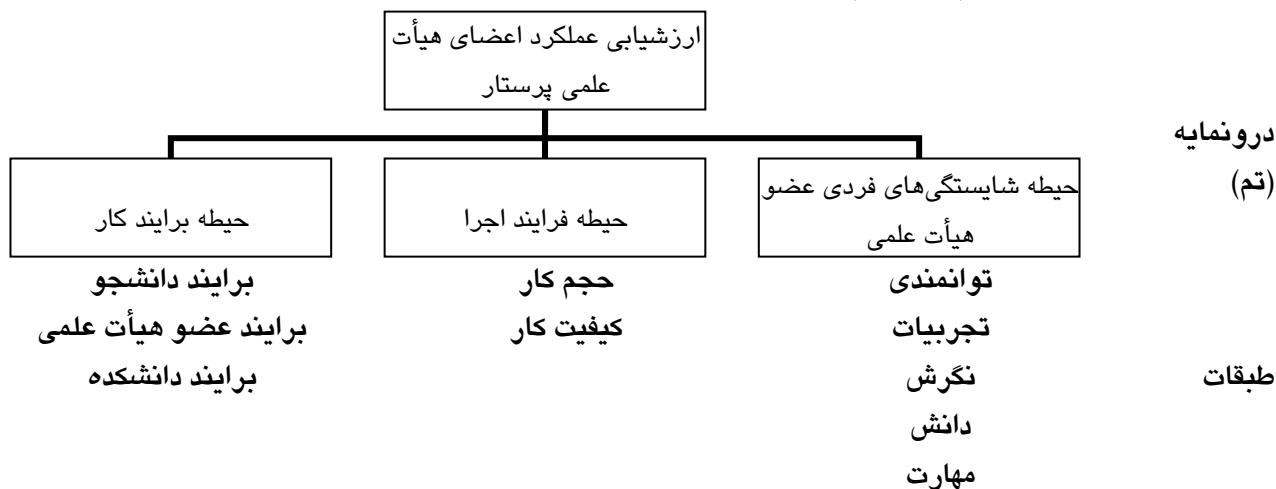 ارزشیابی عملکرد اعضای هیأت
علمی پرستار
درونمایه
(تم)
حیطه شایستگی‌های فردی عضو
هیأت علمی
حیطه فرایند اجرا
حیطه برایند کار
طبقات
توانمندی
تجربیات
نگرش
دانش
مهارت
حجم کار
کیفیت کار
برایند دانشجو
برایند عضو هیأت علمی
برایند دانشکده